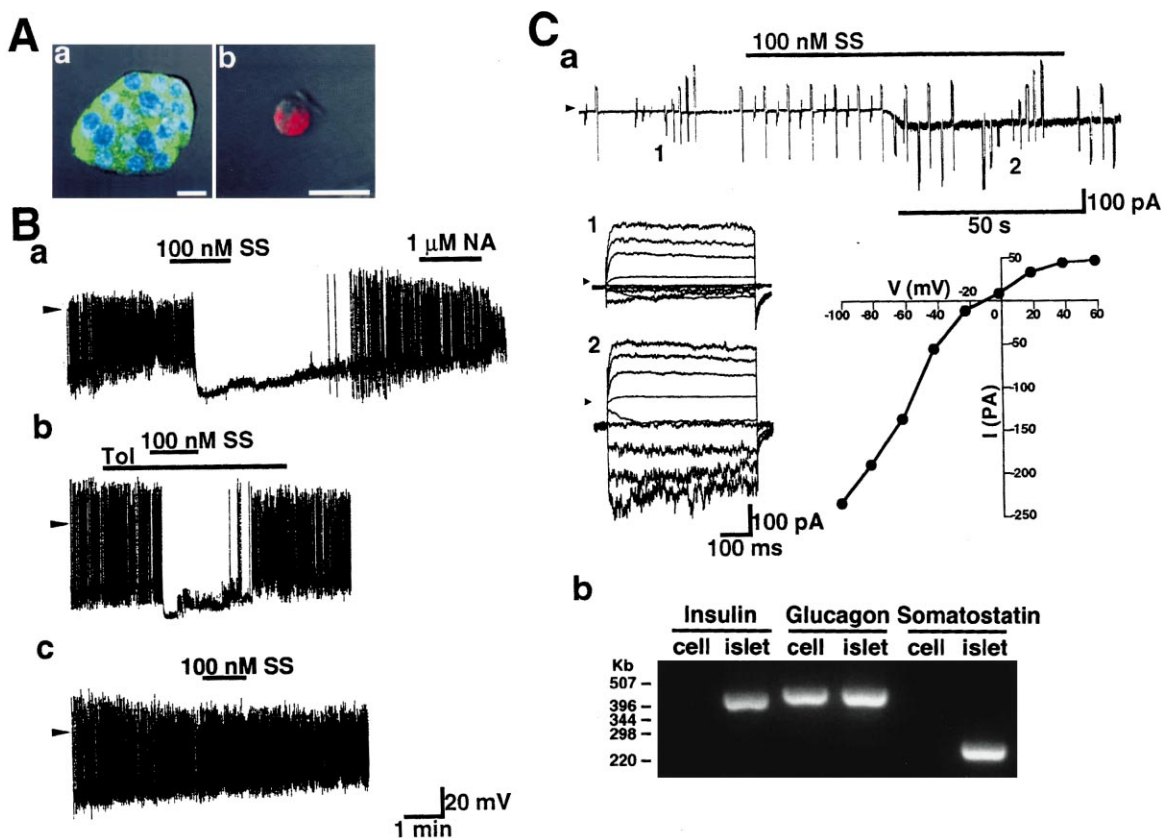 A
a
b
B
a
100 nM SS
1 μM NA
b
100 nM SS
Tol
c
100 nM SS
20 mV
1 min
C
a
100 nM SS
1
2
100 pA
50 s
1
2
100 pA
100 ms
V (mV)
-100 -80 -60 -40 -20 0 20 40 60
50
-50
-100
-150
-200
-250
I (PA)
b
Insulin Glucagon Somatostatin
cell islet cell islet cell islet
Kb
507
396
344
298
220